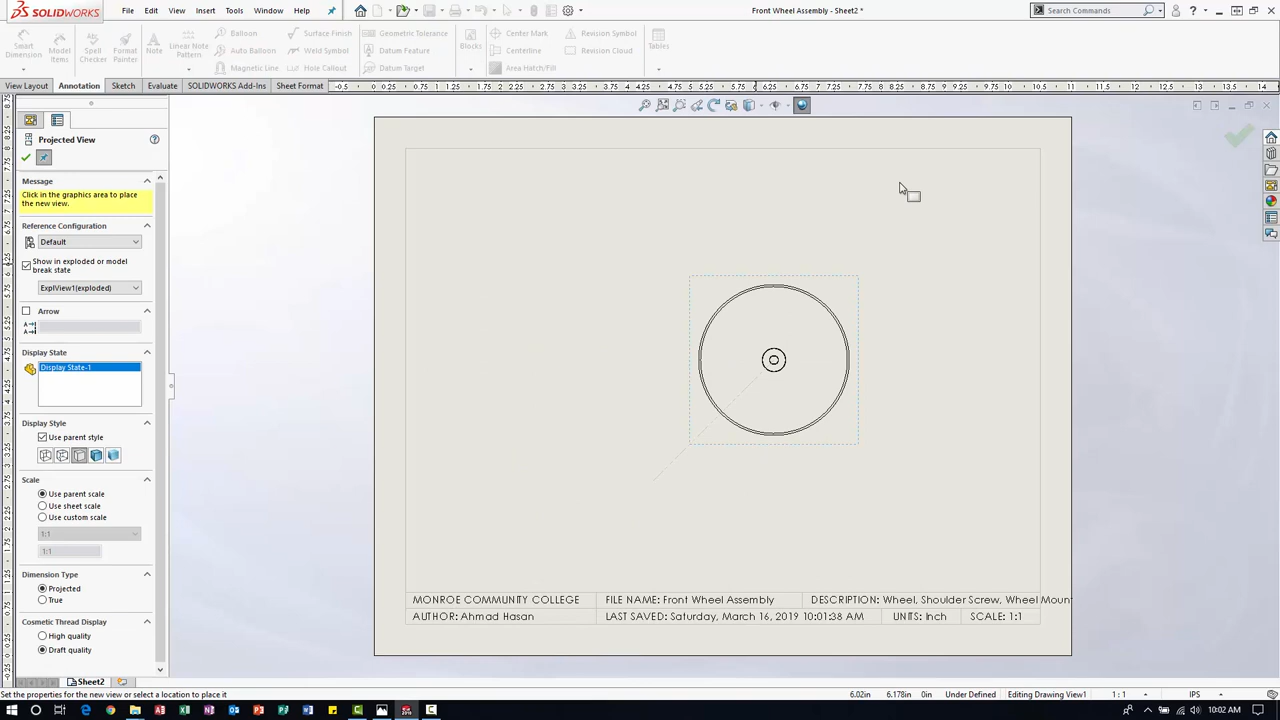 SOLIDWORKS
File Edit View Insert Tools Window Help
Front Wheel Assembly - Sheet2 *
Search Commands
Smart Dimension
Model Items
Spell Checker
Format Painter
Note
Linear Note Pattern
Balloon
Auto Balloon
Magnetic Line
Surface Finish
Weld Symbol
Hole Callout
Geometric Tolerance
Datum Feature
Datum Target
Blocks
Center Mark
Centerline
Area Hatch/Fill
Revision Symbol
Revision Cloud
Tables
View Layout Annotation Sketch Evaluate SOLIDWORKS Add-Ins Sheet Format
Projected View
Message
Click in the graphics area to place
the new view.
Reference Configuration
Default
Show in exploded or model
break state
ExplView1(exploded)
Arrow
Display State
Display State-1
Display Style
Use parent style
Scale
Use parent scale
Use sheet scale
Use custom scale
1:1
1:1
Dimension Type
Projected
True
Cosmetic Thread Display
High quality
Draft quality
MONROE COMMUNITY COLLEGE FILE NAME: Front Wheel Assembly DESCRIPTION: Wheel, Shoulder Screw, Wheel Mount
AUTHOR: Ahmad Hasan LAST SAVED: Saturday, March 16, 2019 10:01:38 AM UNITS: Inch SCALE: 1:1
Sheet2
Set the properties for the new view or select a location to place it 6.02in 6.178in 0in Under Defined Editing Drawing View1 1 : 1 IPS
10:02 AM